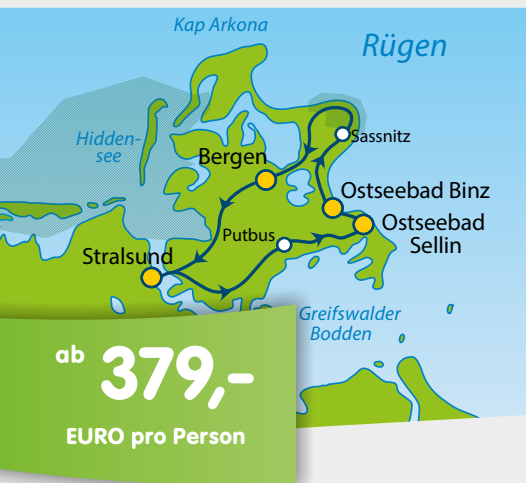 Kap Arkona
Rügen
Hidden-
see
Sassnitz
Bergen
Ostseebad Binz
Ostseebad
Sellin
Putbus
Stralsund
Greifswalder
Bodden
ab 379,-
EURO pro Person